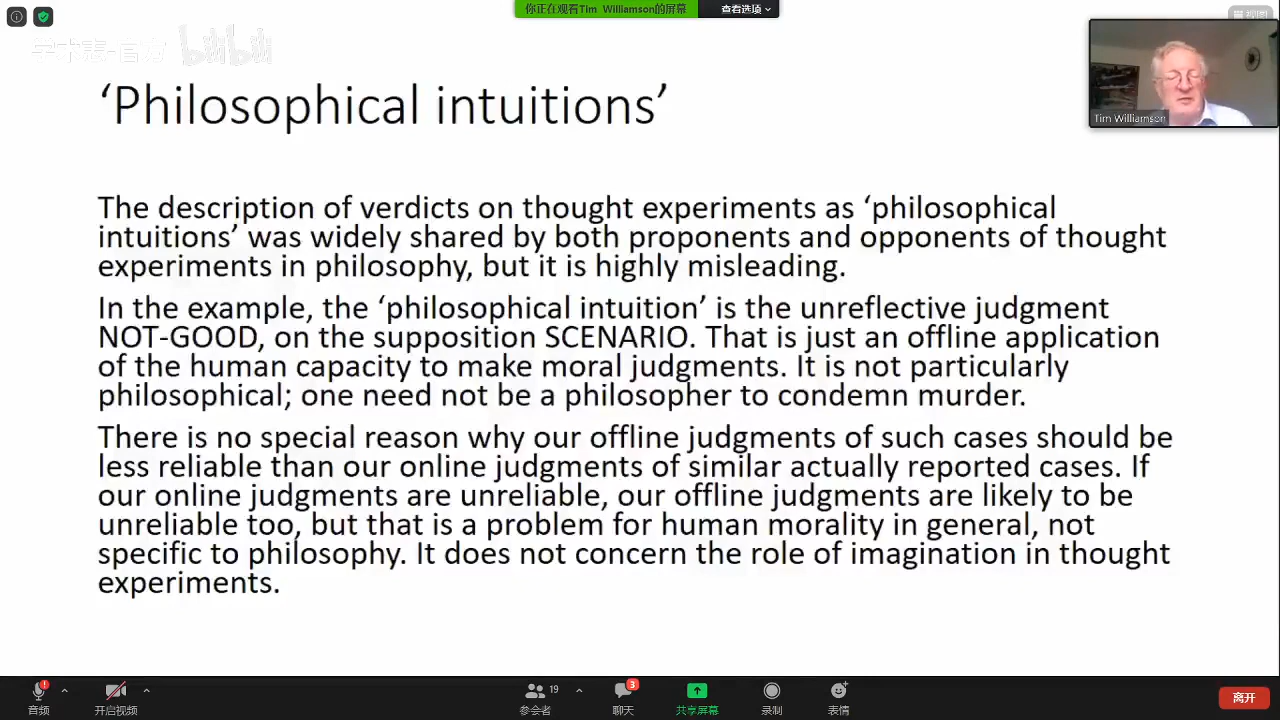 你正在观看Tim Williamson的屏幕
查看选项
视图
bilibili
Tim Williamson
‘Philosophical intuitions’
The description of verdicts on thought experiments as ‘philosophical
intuitions’ was widely shared by both proponents and opponents of thought
experiments in philosophy, but it is highly misleading.
In the example, the ‘philosophical intuition’ is the unreflective judgment
NOT-GOOD, on the supposition SCENARIO. That is just an offline application
of the human capacity to make moral judgments. It is not particularly
philosophical; one need not be a philosopher to condemn murder.
There is no special reason why our offline judgments of such cases should be
less reliable than our online judgments of similar actually reported cases. If
our online judgments are unreliable, our offline judgments are likely to be
unreliable too, but that is a problem for human morality in general, not
specific to philosophy. It does not concern the role of imagination in thought
experiments.
音频
开启视频
19
参会者
3
聊天
共享屏幕
录制
表情
离开